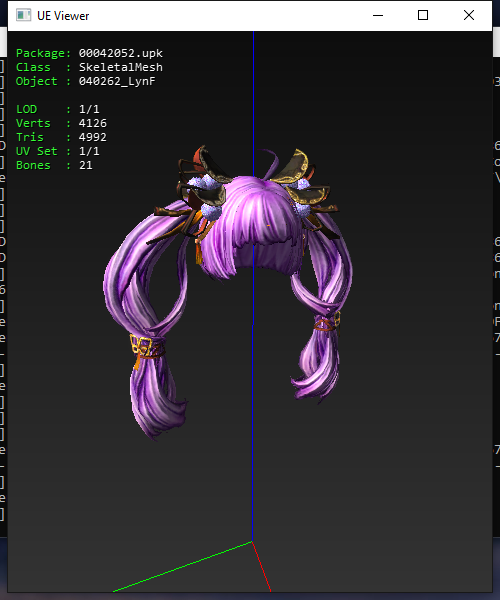 UE Viewer
Package: 00042052.upk
Class : SkeletalMesh
Object : 040262_LynF
LOD : 1/1
Verts : 4126
Tris : 4992
UV Set : 1/1
Bones : 21